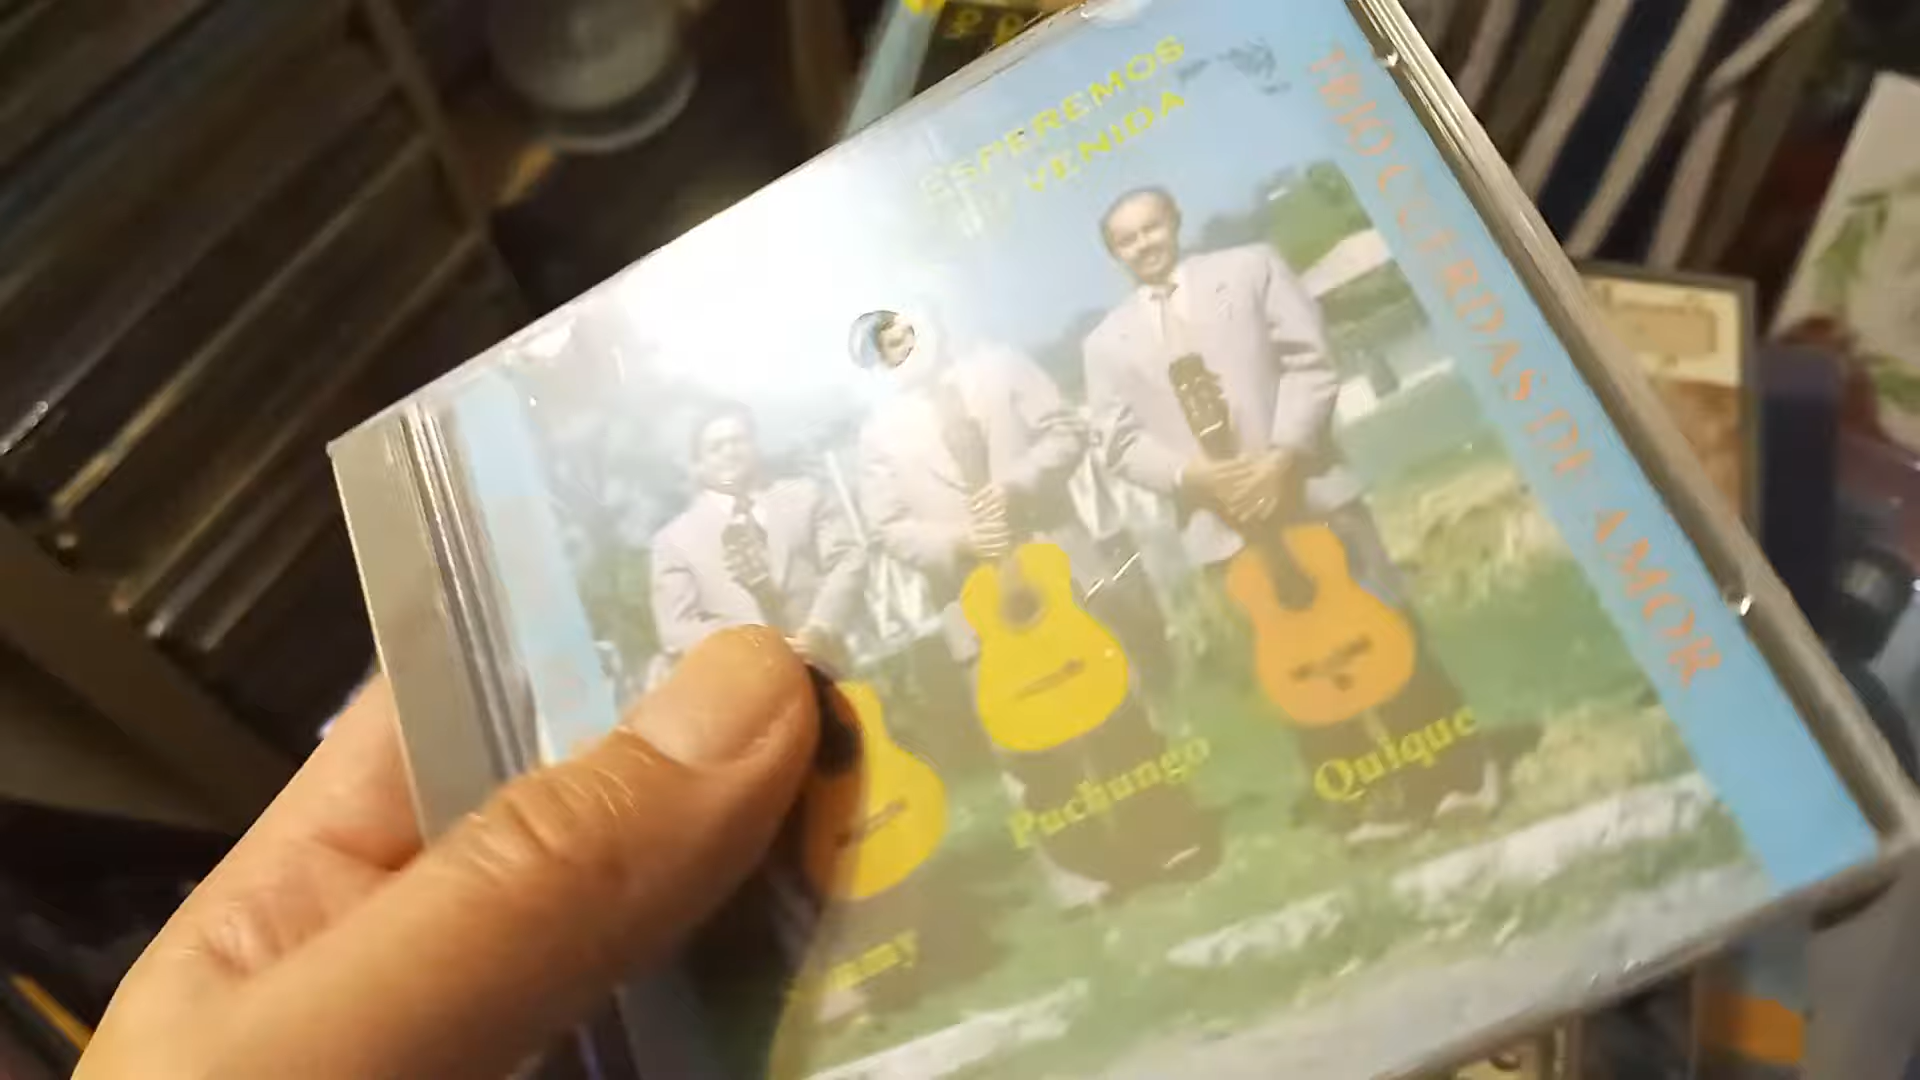 ESPEREMOS
VENIDA
TRIO CUERDAS DE AMOR
Puchungo
Quique